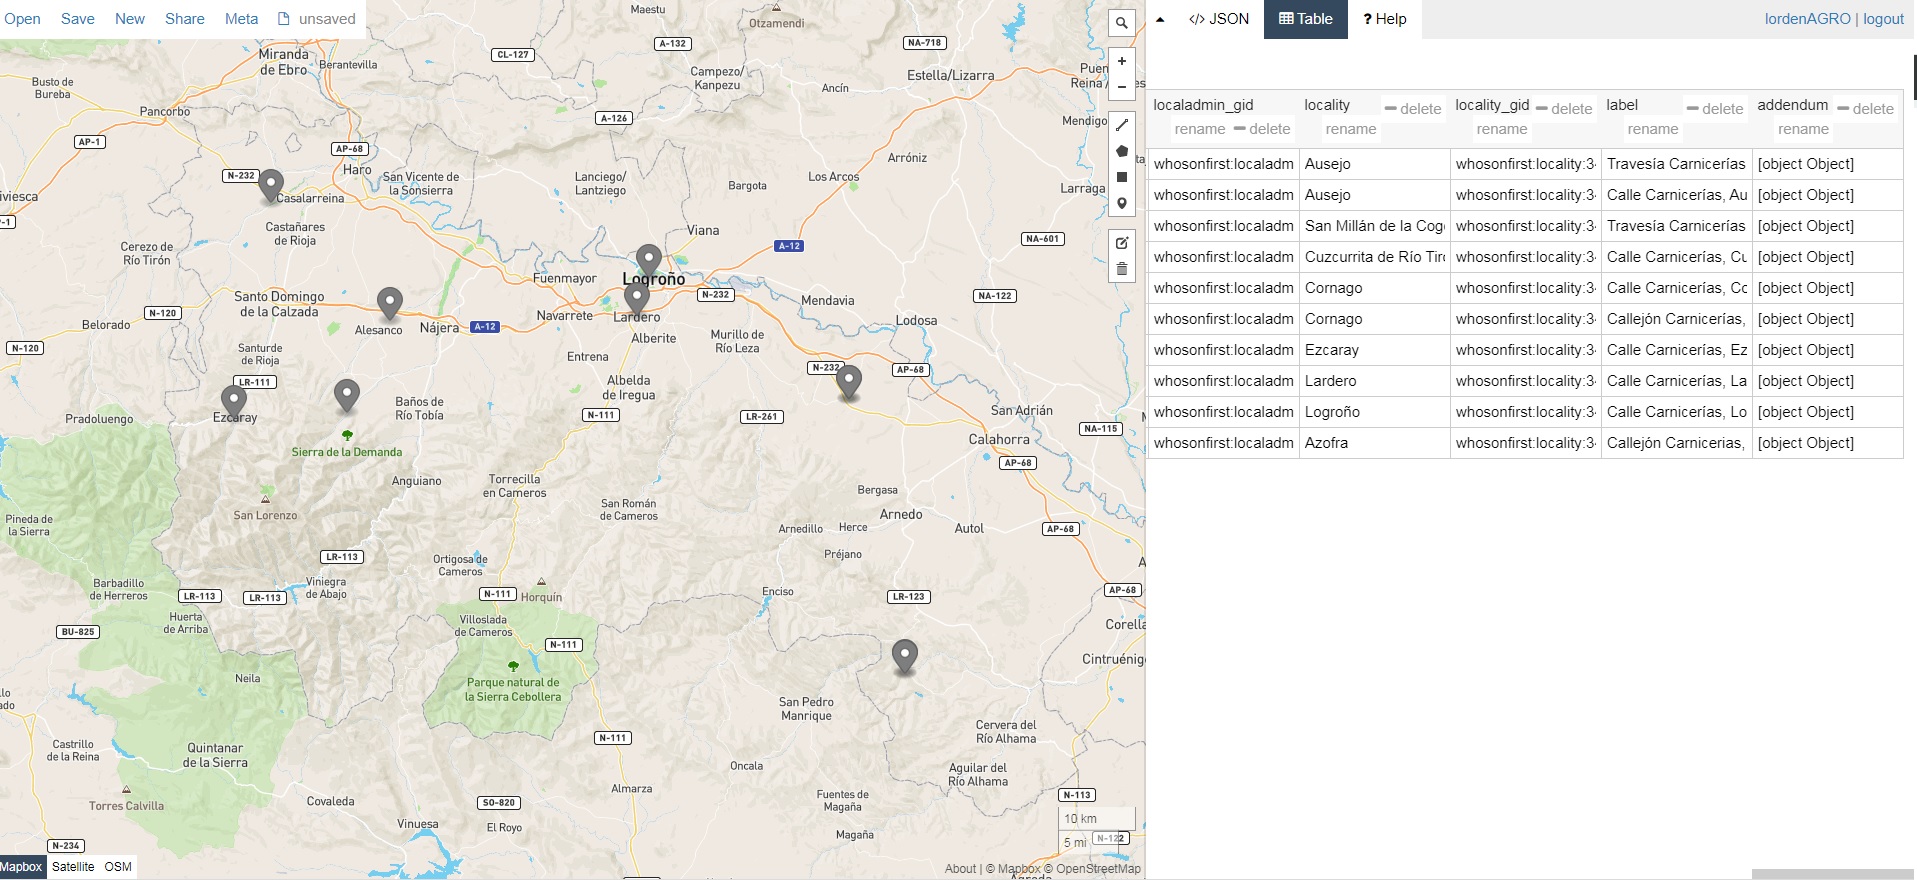 Open Save New Share Meta unsaved
</> JSON Table ? Help
lordenAGRO | logout
localadmin_gid locality delete locality_gid delete label delete addendum delete
rename delete rename rename rename rename
whosonfirst:localadm Ausejo whosonfirst:locality:3 Travesía Carnicerías [object Object]
whosonfirst:localadm Ausejo whosonfirst:locality:3 Calle Carnicerías, Au [object Object]
whosonfirst:localadm San Millán de la Cog whosonfirst:locality:3 Travesía Carnicerías [object Object]
whosonfirst:localadm Cuzcurrita de Río Tir whosonfirst:locality:3 Calle Carnicerías, Cu [object Object]
whosonfirst:localadm Cornago whosonfirst:locality:3 Calle Carnicerías, Co [object Object]
whosonfirst:localadm Cornago whosonfirst:locality:3 Callejón Carnicerías, [object Object]
whosonfirst:localadm Ezcaray whosonfirst:locality:3 Calle Carnicerías, Ez [object Object]
whosonfirst:localadm Lardero whosonfirst:locality:3 Calle Carnicerías, La [object Object]
whosonfirst:localadm Logroño whosonfirst:locality:3 Calle Carnicerías, Lo [object Object]
whosonfirst:localadm Azofra whosonfirst:locality:3 Callejón Carnicerias, [object Object]
Maestu
Otzamendi
A-132
NA-718
CL-127
Miranda
de Ebro
Berantevilla
Campezo/
Kanpezu
Estella/Lizarra
Puen
Reina /
es
Busto de
Bureba
Ancín
Pancorbo
A-126
Mendigo
AP-1
AP-68
Haro
Arróniz
ta
N-232
San Vicente de
la Sonsierra
Lanciego/
Lantziego
Bargota
Los Arcos
Larraga
iviesca
Casalarreina
P-1
Castañares
de Rioja
Viana
A-12
NA-601
Cerezo de
Río Tirón
Fuenmayor
Logroño
N-232
NA-122
Santo Domingo
de la Calzada
Mendavia
N-120
Belorado
Alesanco
Nájera
A-12
Navarrete
Lardero
Lodosa
Alberite
Murillo de
Río Leza
N-120
Santurde
de Rioja
Entrena
N-232
AP-68
LR-111
Albelda
de Iregua
Baños de
Río Tobía
Pradoluengo
Ezcaray
N-111
LR-261
San Adrián
NA-115
Calahorra
Sierra de la Demanda
AP-68
Anguiano
Torrecilla
en Cameros
Bergasa
San Lorenzo
San Román
de Cameros
Arnedo
Pineda de
la Sierra
Arnedillo
Herce
Autol
AP-68
LR-113
Ortigosa de
Cameros
Préjano
A
Barbadillo
de Herreros
LR-113
LR-113
Viniegra
de Abajo
N-111
Horquín
Enciso
LR-123
AP-68
Huerta
de Arriba
Villoslada
de Cameros
Corella
BU-825
N-111
Cintruénig
Neila
Parque natural de
la Sierra Cebollera
lo
ado
San Pedro
Manrique
Cervera del
Río Alhama
Castrillo
de la Reina
Quintanar
de la Sierra
N-111
Oncala
Aguilar del
Río Alhama
Torres Calvilla
Covaleda
SO-820
Almarza
Fuentes de
Magaña
N-113
10 km
Vinuesa
El Royo
Magaña
N-122
5 mi
N-234
Mapbox Satellite OSM
About | © Mapbox © OpenStreetMap